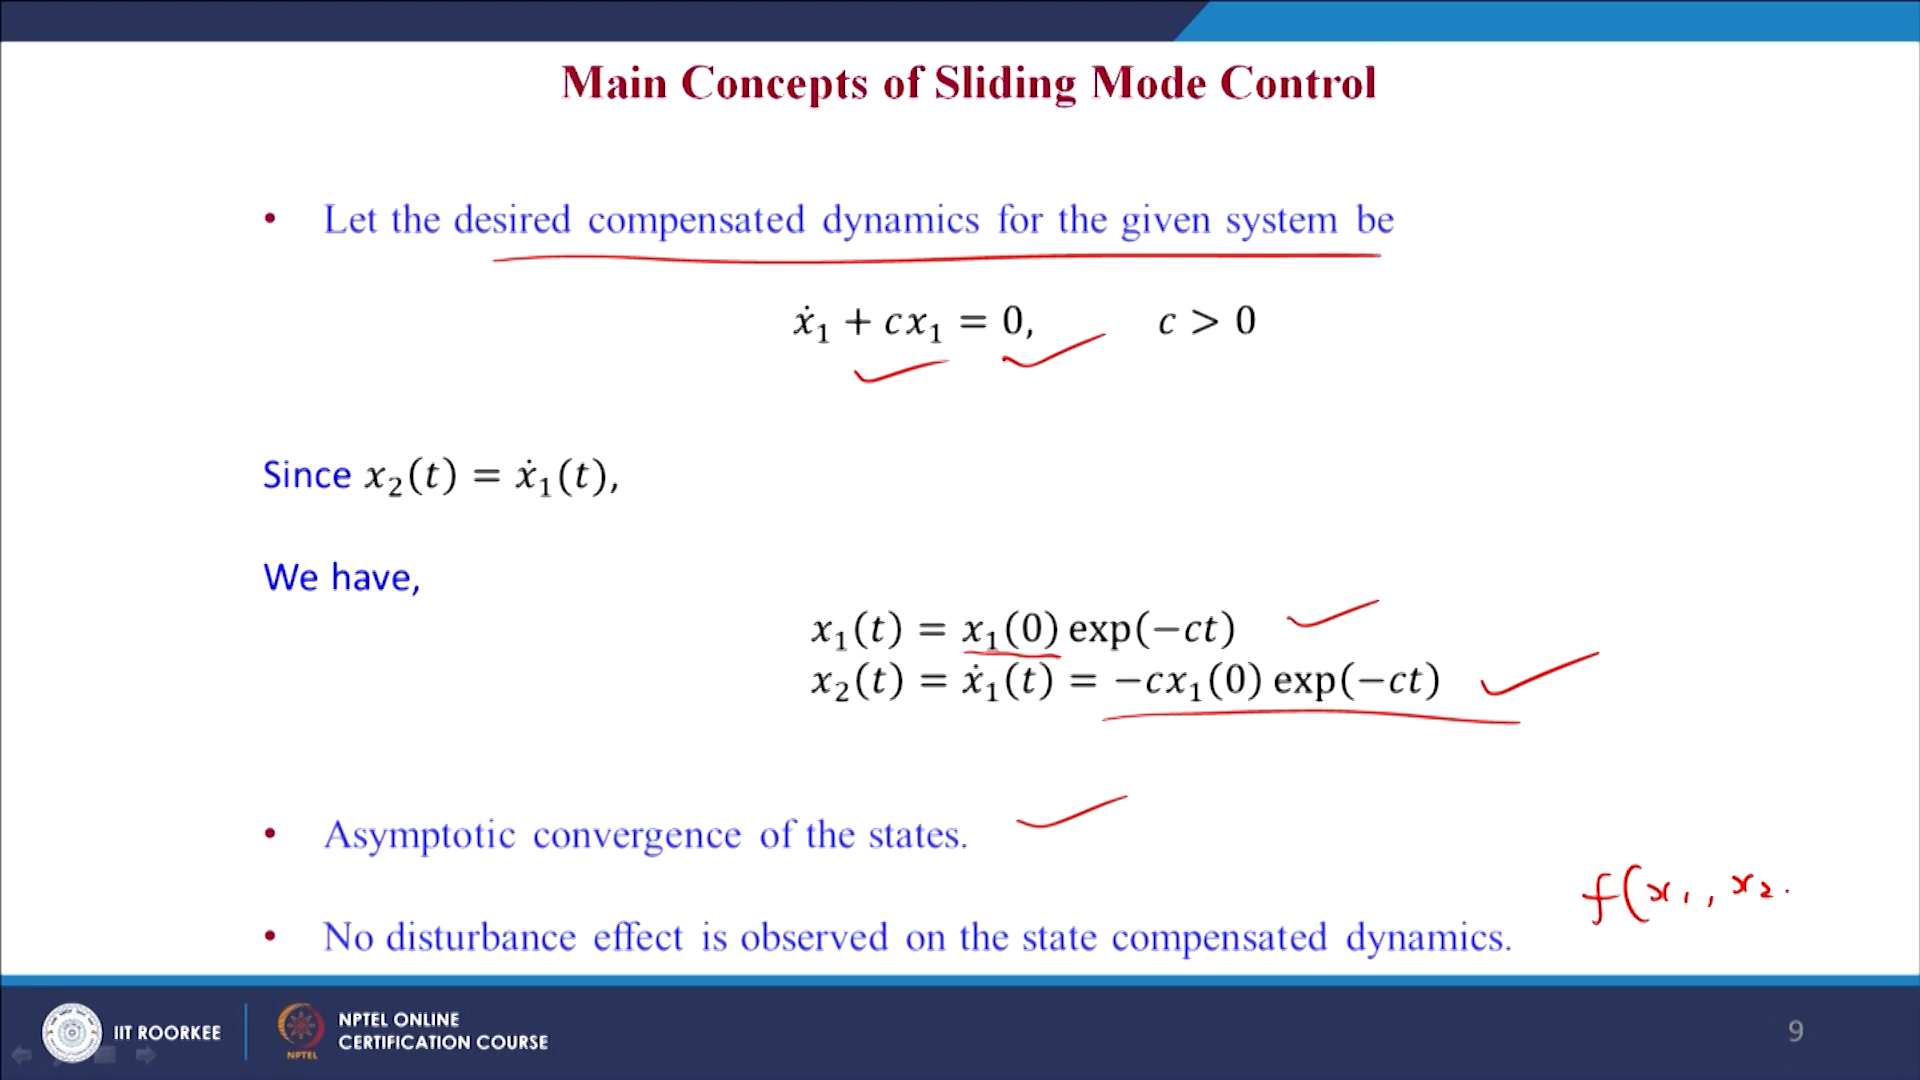 Main Concepts of Sliding Mode Control
• Let the desired compensated dynamics for the given system be
ẋ₁ + cx₁ = 0, c > 0
Since x₂(t) = ẋ₁(t),
We have,
x₁(t) = x₁(0) exp(−ct)
x₂(t) = ẋ₁(t) = −cx₁(0) exp(−ct)
• Asymptotic convergence of the states.
f(x₁, x₂.
• No disturbance effect is observed on the state compensated dynamics.
IIT ROORKEE
NPTEL
NPTEL ONLINE
CERTIFICATION COURSE
9